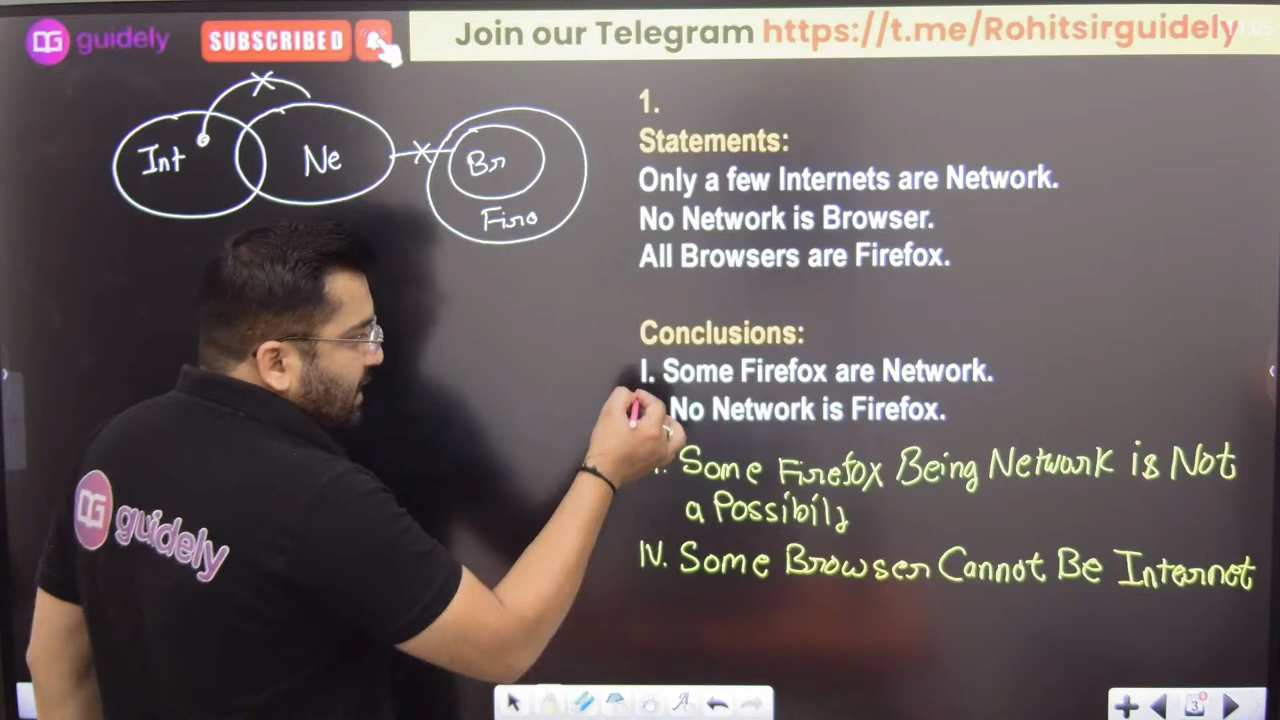 guidely
SUBSCRIBED
Join our Telegram https://t.me/Rohitsirguidely
Int
Ne
Br
Firo
1.
Statements:
Only a few Internets are Network.
No Network is Browser.
All Browsers are Firefox.
Conclusions:
I. Some Firefox are Network.
No Network is Firefox.
Some Firefox Being Network is Not
a Possibily
IV. Some Browser Cannot Be Internet
guidely
3